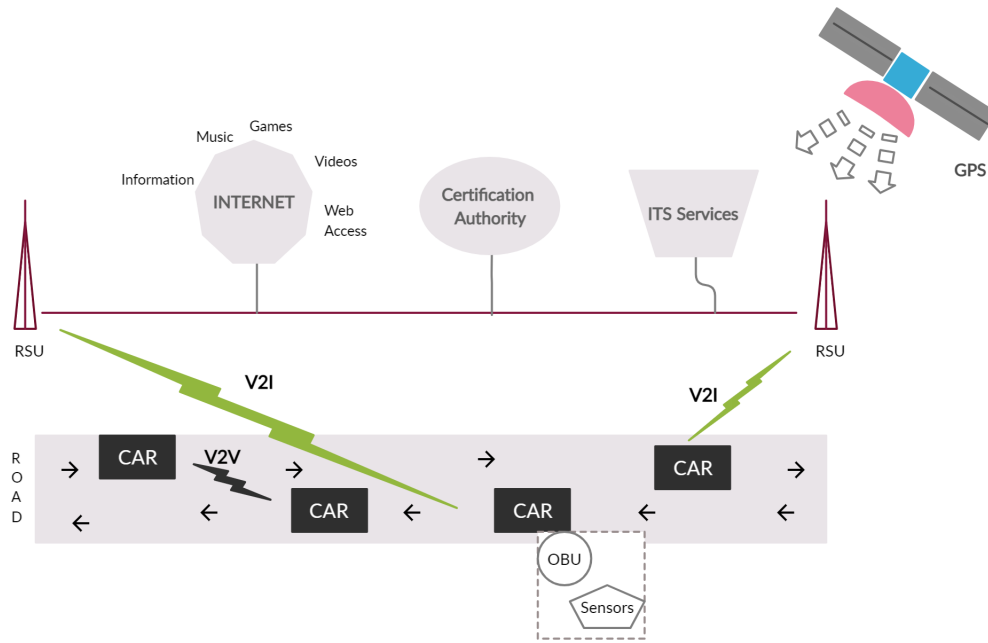 Games
Music
Videos
Information
INTERNET
Web
Access
Certification
Authority
ITS Services
GPS
RSU
RSU
V2I
V2I
R
O
A
D
CAR
V2V
CAR
CAR
CAR
OBU
Sensors